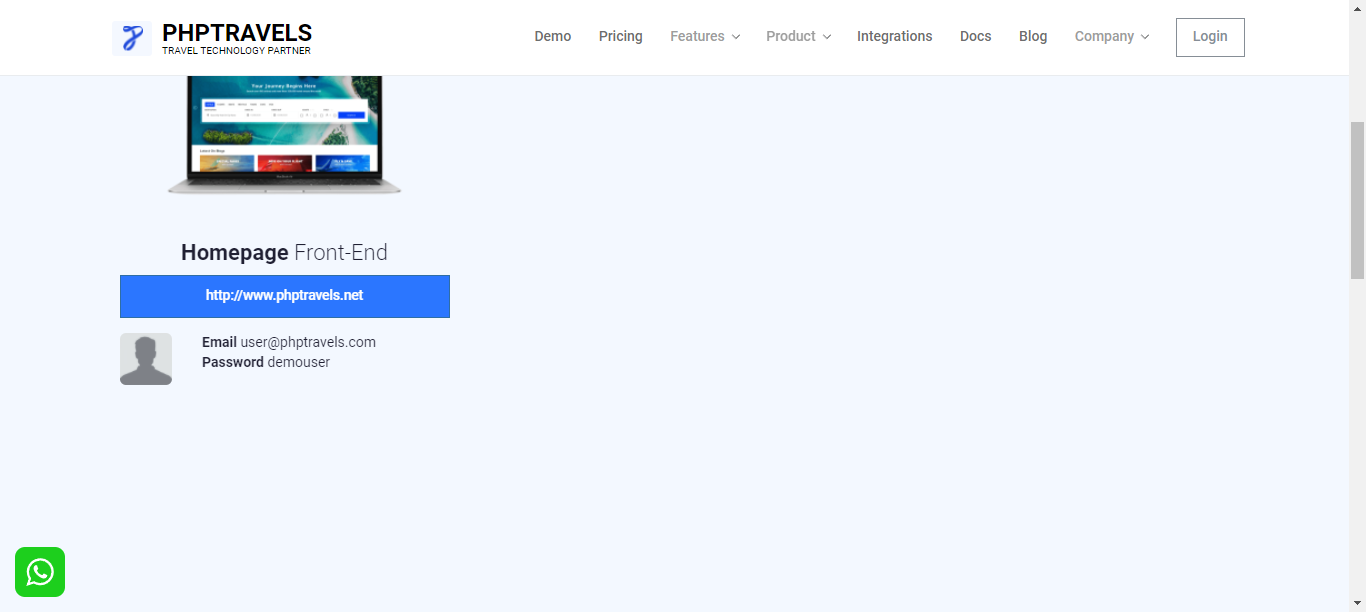 PHPTRAVELS
TRAVEL TECHNOLOGY PARTNER
Demo Pricing Features Product Integrations Docs Blog Company Login
Your Journey Begins Here
Homepage Front-End
http://www.phptravels.net
Email user@phptravels.com
Password demouser